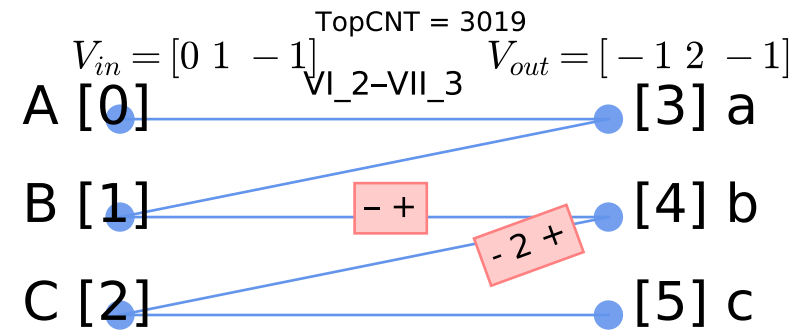 TopCNT = 3019
V_in = [0 1 −1] V_out = [−1 2 −1]
VI_2–VII_3
A [0] [3] a
B [1] – + [4] b
- 2 +
C [2] [5] c